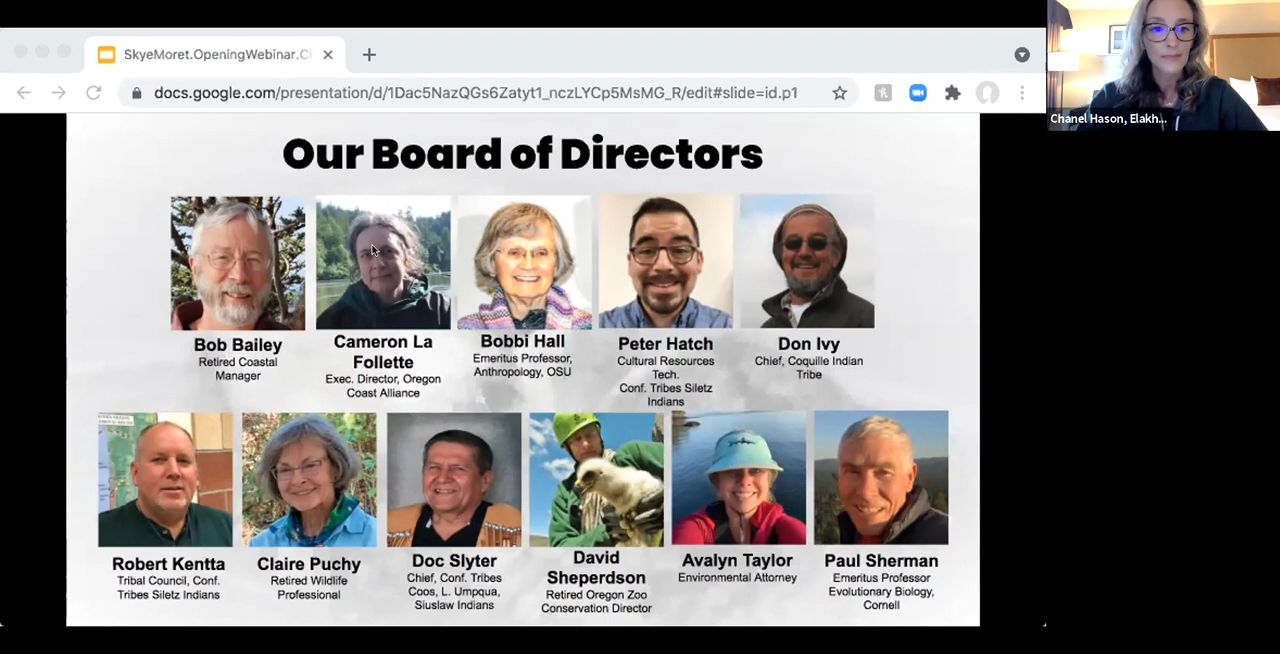 SkyeMoret.OpeningWebinar.C
docs.google.com/presentation/d/1Dac5NazQGs6Zatyt1_nczLYCp5MsMG_R/edit#slide=id.p1
Chanel Hason, Elakh...
Our Board of Directors
Bob Bailey
Retired Coastal
Manager
Cameron La
Follette
Exec. Director, Oregon
Coast Alliance
Bobbi Hall
Emeritus Professor,
Anthropology, OSU
Peter Hatch
Cultural Resources
Tech.
Conf. Tribes Siletz
Indians
Don Ivy
Chief, Coquille Indian
Tribe
Robert Kentta
Tribal Council, Conf.
Tribes Siletz Indians
Claire Puchy
Retired Wildlife
Professional
Doc Slyter
Chief, Conf. Tribes
Coos, L. Umpqua,
Siuslaw Indians
David
Sheperdson
Retired Oregon Zoo
Conservation Director
Avalyn Taylor
Environmental Attorney
Paul Sherman
Emeritus Professor
Evolutionary Biology,
Cornell